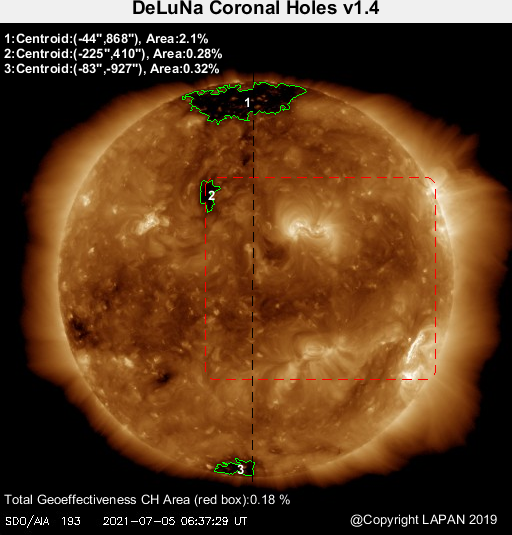 DeLuNa Coronal Holes v1.4
1:Centroid:(-44",868"), Area:2.1%
2:Centroid:(-225",410"), Area:0.28%
3:Centroid:(-83",-927"), Area:0.32%
1
2
3
Total Geoeffectiveness CH Area (red box):0.18 %
SDO/AIA 193 2021-07-05 06:37:29 UT
@Copyright LAPAN 2019